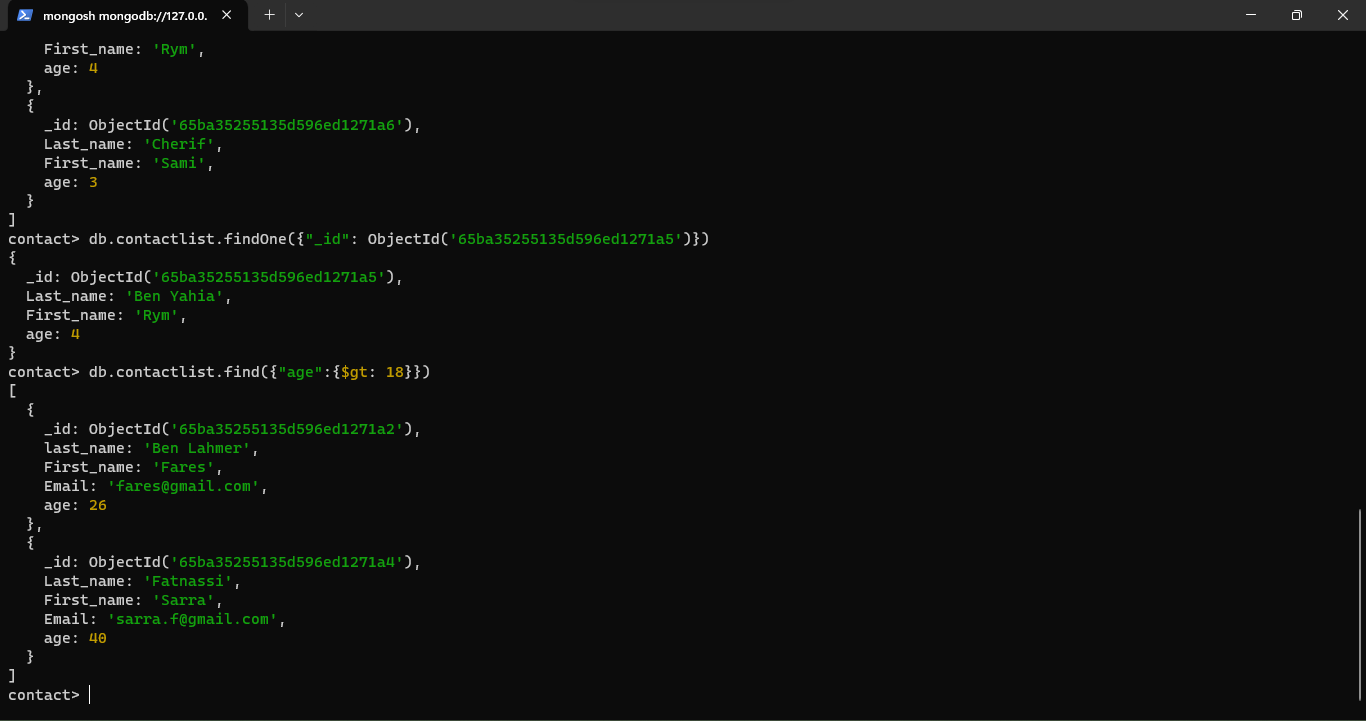 mongosh mongodb://127.0.0.
    First_name: 'Rym',
    age: 4
  },
  {
    _id: ObjectId('65ba35255135d596ed1271a6'),
    Last_name: 'Cherif',
    First_name: 'Sami',
    age: 3
  }
]
contact> db.contactlist.findOne({"_id": ObjectId('65ba35255135d596ed1271a5')})
{
  _id: ObjectId('65ba35255135d596ed1271a5'),
  Last_name: 'Ben Yahia',
  First_name: 'Rym',
  age: 4
}
contact> db.contactlist.find({"age":{$gt: 18}})
[
  {
    _id: ObjectId('65ba35255135d596ed1271a2'),
    last_name: 'Ben Lahmer',
    First_name: 'Fares',
    Email: 'fares@gmail.com',
    age: 26
  },
  {
    _id: ObjectId('65ba35255135d596ed1271a4'),
    Last_name: 'Fatnassi',
    First_name: 'Sarra',
    Email: 'sarra.f@gmail.com',
    age: 40
  }
]
contact>